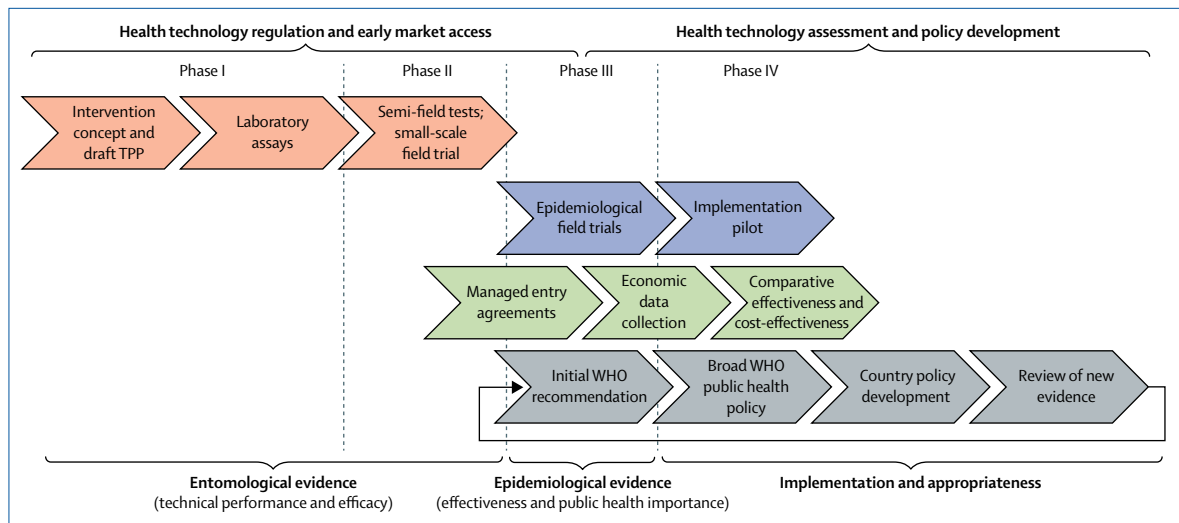 Health technology regulation and early market access
Health technology assessment and policy development
Phase I
Phase II
Phase III
Phase IV
Intervention
concept and
draft TPP
Laboratory
assays
Semi-field tests;
small-scale
field trial
Epidemiological
field trials
Implementation
pilot
Managed entry
agreements
Economic
data
collection
Comparative
effectiveness and
cost-effectiveness
Initial WHO
recommendation
Broad WHO
public health
policy
Country policy
development
Review of new
evidence
Entomological evidence
(technical performance and efficacy)
Epidemiological evidence
(effectiveness and public health importance)
Implementation and appropriateness